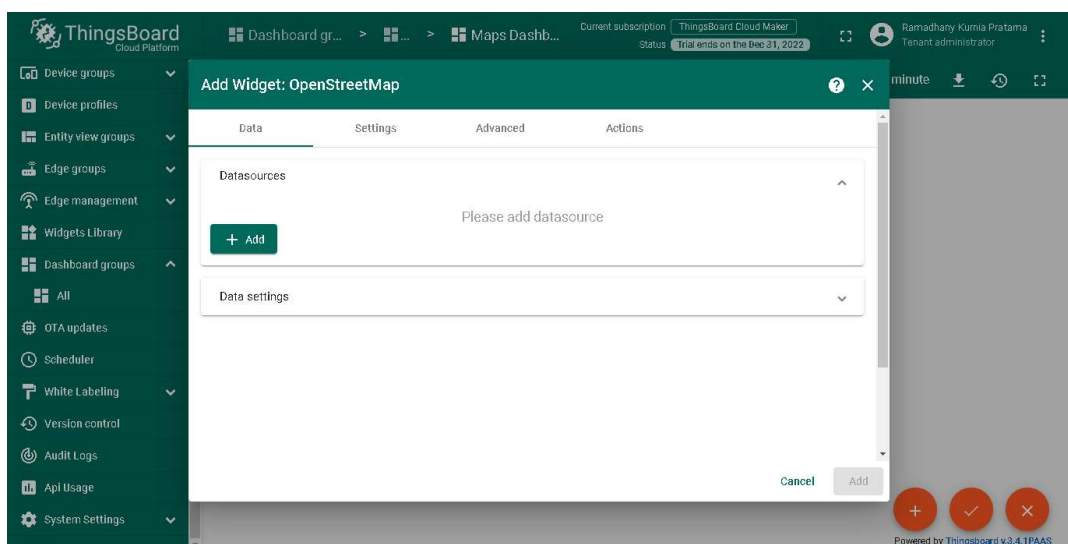 ThingsBoard
Cloud Platform
Dashboard gr... > ... > Maps Dashb...
Current subscription ThingsBoard Cloud Maker
Status Trial ends on the Dec 31, 2022
Ramadhany Kurnia Pratama
Tenant administrator
Device groups
Device profiles
Entity view groups
Edge groups
Edge management
Widgets Library
Dashboard groups
All
OTA updates
Scheduler
White Labeling
Version control
Audit Logs
Api Usage
System Settings
minute
Add Widget: OpenStreetMap
Data Settings Advanced Actions
Datasources
Please add datasource
+ Add
Data settings
Cancel Add
Powered by Thingsboard v.3.4.1PAAS